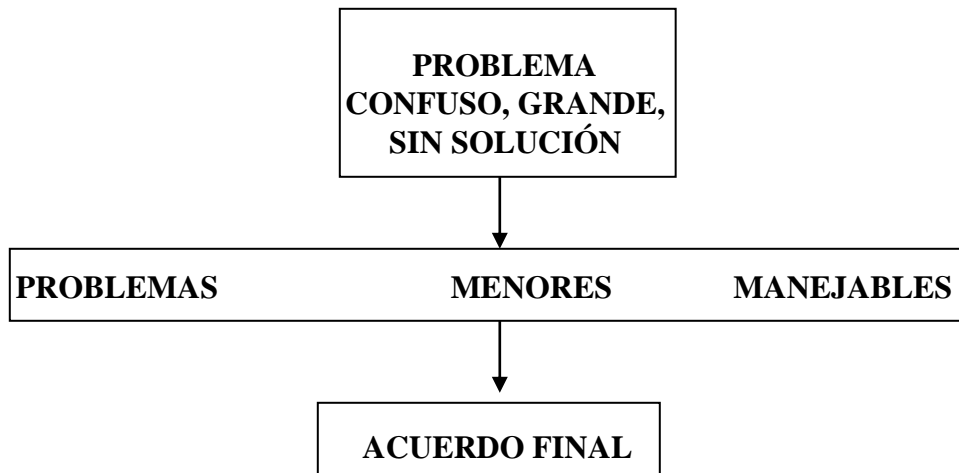 PROBLEMA
CONFUSO, GRANDE,
SIN SOLUCIÓN
PROBLEMAS MENORES MANEJABLES
ACUERDO FINAL